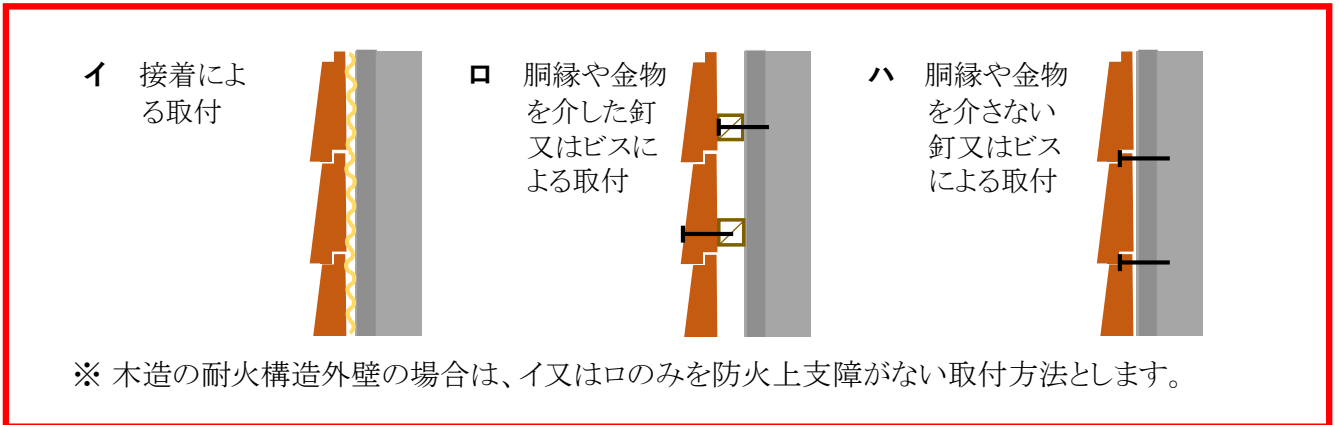 イ 接着によ
る取付
ロ 胴縁や金物
を介した釘
又はビスに
よる取付
ハ 胴縁や金物
を介さない
釘又はビス
による取付
※ 木造の耐火構造外壁の場合は、イ又はロのみを防火上支障がない取付方法とします。